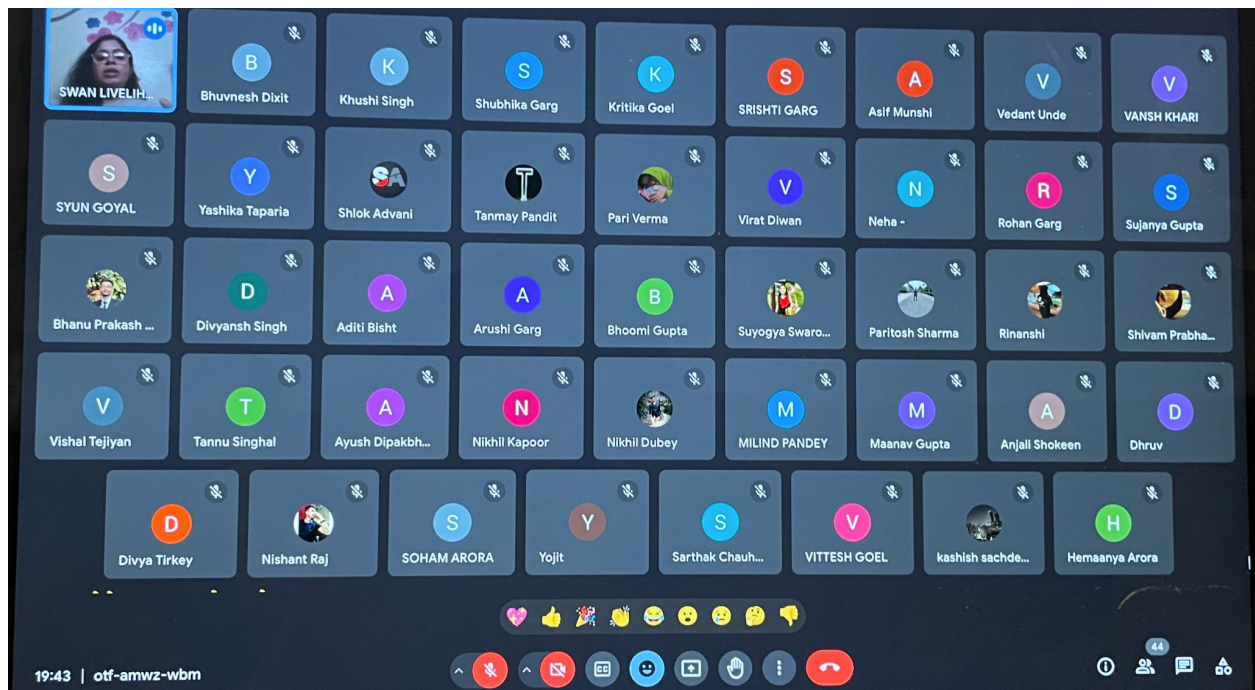 SWAN LIVELIH...
B
Bhuvnesh Dixit
K
Khushi Singh
S
Shubhika Garg
K
Kritika Goel
S
SRISHTI GARG
A
Asif Munshi
V
Vedant Unde
V
VANSH KHARI
S
SYUN GOYAL
Y
Yashika Taparia
SA
Shlok Advani
T
Tanmay Pandit
Pari Verma
V
Virat Diwan
N
Neha -
R
Rohan Garg
S
Sujanya Gupta
Bhanu Prakash ...
D
Divyansh Singh
A
Aditi Bisht
A
Arushi Garg
B
Bhoomi Gupta
Suyogya Swaro...
Paritosh Sharma
Rinanshi
Shivam Prabha...
V
Vishal Tejiyan
T
Tannu Singhal
A
Ayush Dipakbh...
N
Nikhil Kapoor
Nikhil Dubey
M
MILIND PANDEY
M
Maanav Gupta
A
Anjali Shokeen
D
Dhruv
D
Divya Tirkey
Nishant Raj
S
SOHAM ARORA
Y
Yojit
S
Sarthak Chauh...
V
VITTESH GOEL
kashish sachde...
H
Hemaanya Arora
19:43 | otf-amwz-wbm
CC
44